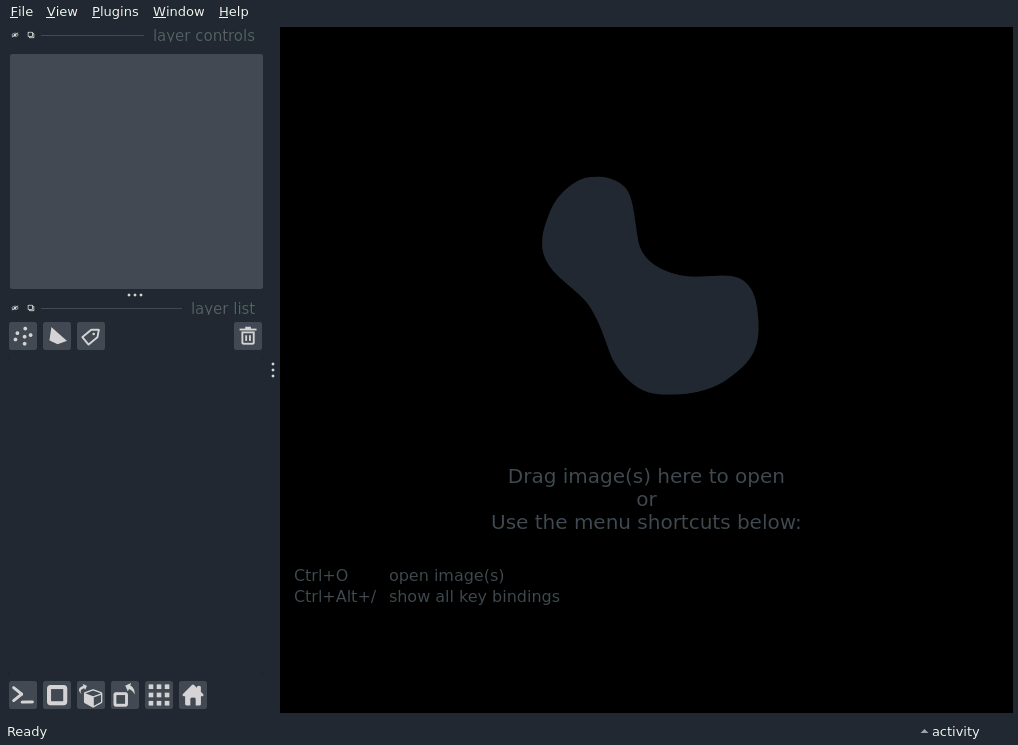 File View Plugins Window Help
layer controls
layer list
Drag image(s) here to open
or
Use the menu shortcuts below:
Ctrl+O open image(s)
Ctrl+Alt+/ show all key bindings
Ready
activity